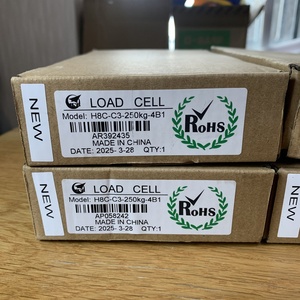 LOAD CELL
Model: H8C-C3-250kg-4B1
AR392435
MADE IN CHINA
DATE: 2025- 3-28 QTY:1
RoHS
NEW
LOAD CELL
Model: H8C-C3-250kg-4B1
AP058242
MADE IN CHINA
DATE: 2025- 3-28 QTY:1
RoHS
NEW